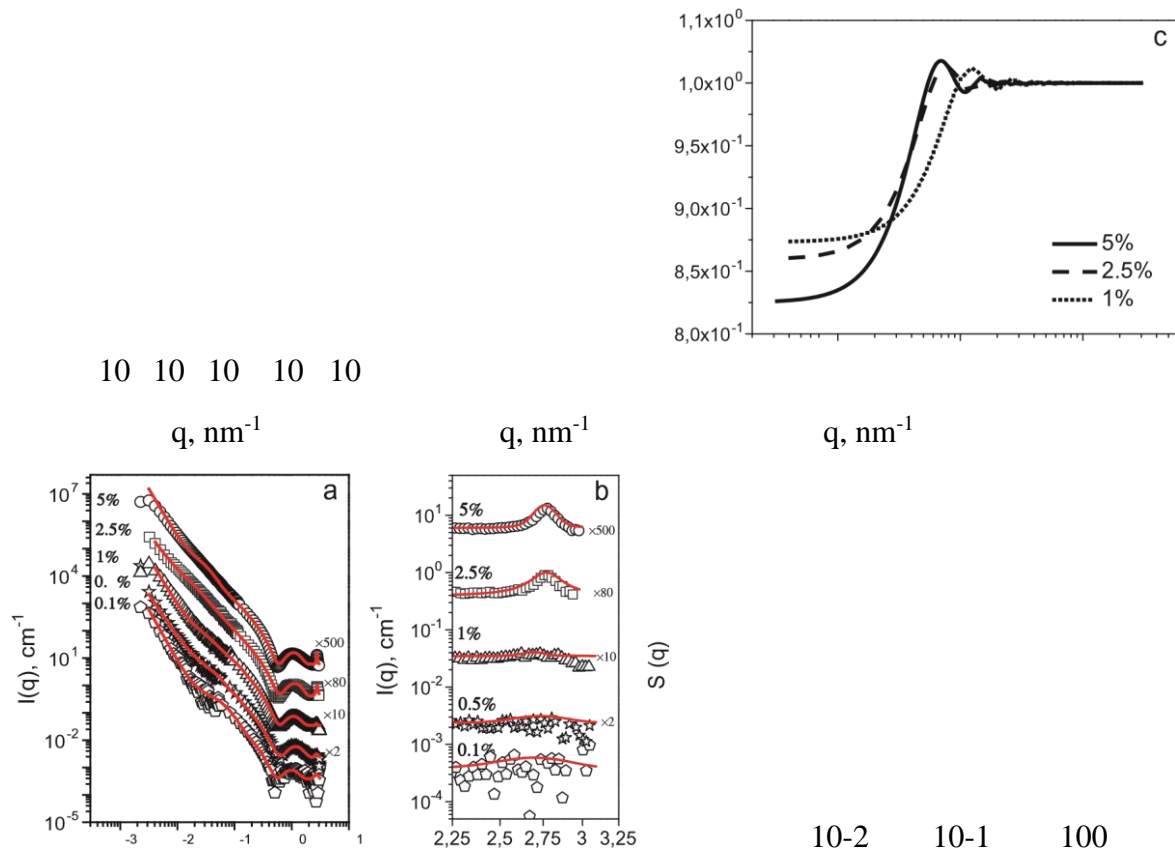 1,1x10⁰
c
1,0x10⁰
9,5x10⁻¹
9,0x10⁻¹
8,5x10⁻¹
8,0x10⁻¹
5%
2.5%
1%
10 10 10 10 10
q, nm⁻¹ q, nm⁻¹ q, nm⁻¹
a
I(q), cm⁻¹
10⁷
10⁴
10¹
10⁻²
10⁻⁵
5%
2.5%
1%
0. %
0.1%
×500
×80
×10
×2
-3 -2 -1 0 1
b
I(q), cm⁻¹
10¹
10⁰
10⁻¹
10⁻²
10⁻³
10⁻⁴
5%
×500
2.5%
×80
1%
×10
0.5%
×2
0.1%
2,25 2,5 2,75 3 3,25
S (q)
10-2 10-1 100